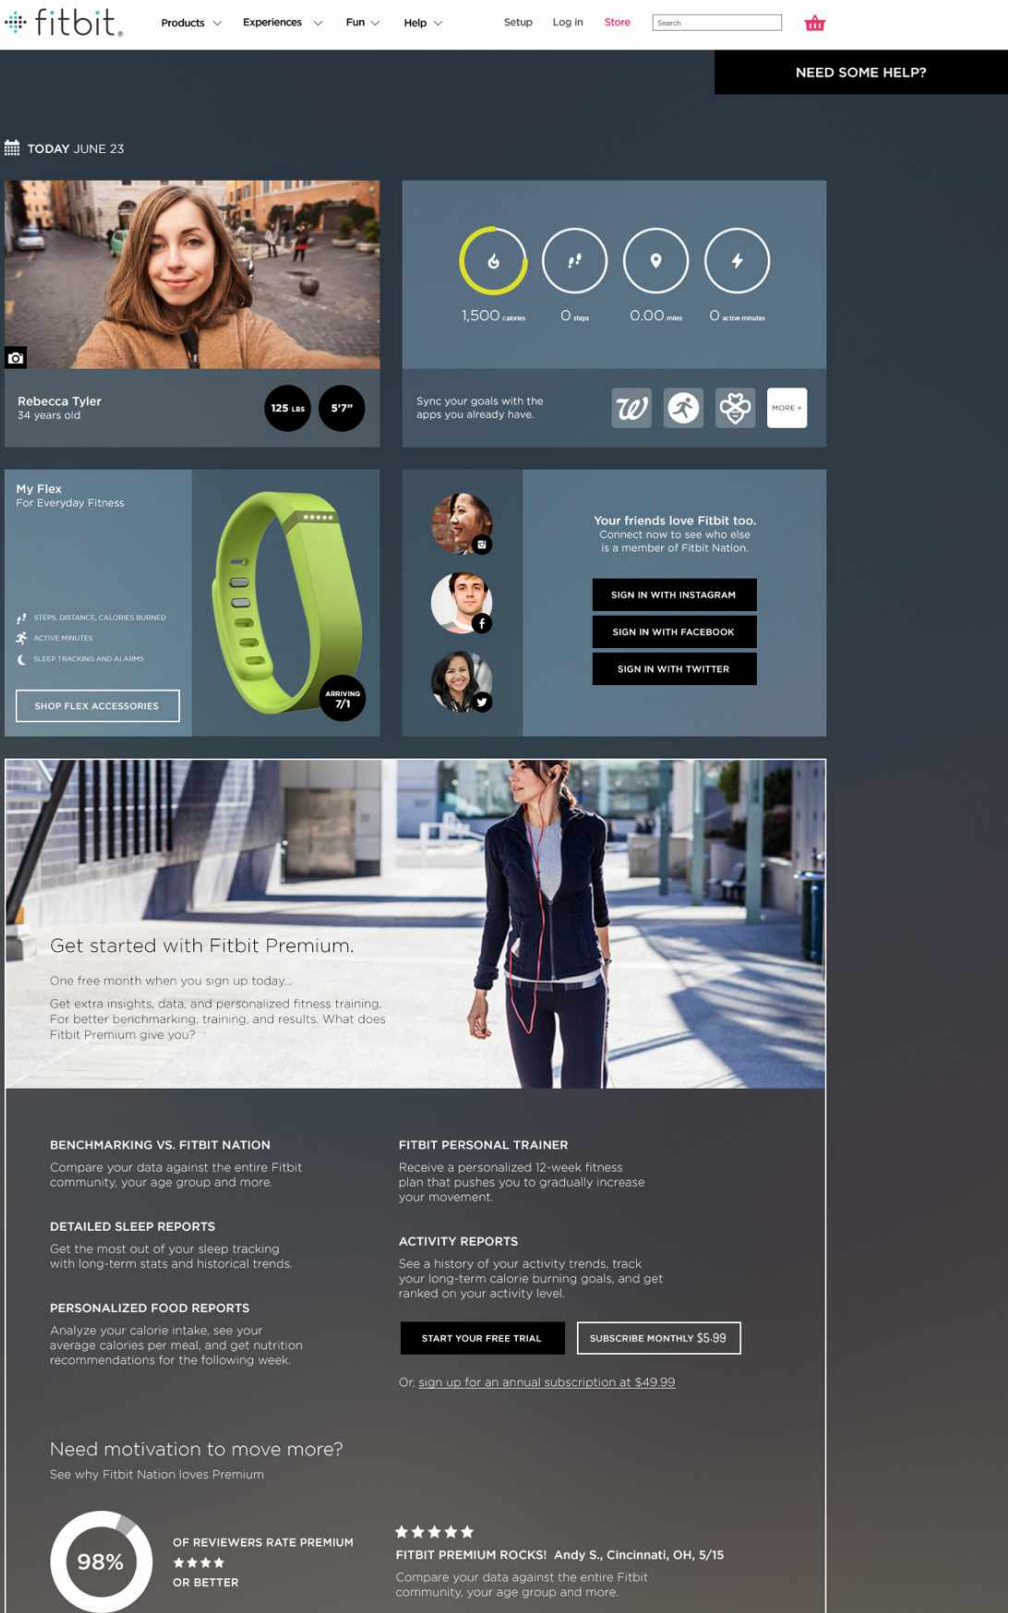 fitbit.
Products Experiences Fun Help Setup Log in Store Search
NEED SOME HELP?
TODAY JUNE 23
Rebecca Tyler
34 years old
125 LBS
5'7"
1,500 calories
0 steps
0.00 miles
0 active minutes
Sync your goals with the
apps you already have.
W
MORE +
My Flex
For Everyday Fitness
STEPS, DISTANCE, CALORIES BURNED
ACTIVE MINUTES
SLEEP TRACKING AND ALARMS
SHOP FLEX ACCESSORIES
ARRIVING
7/1
f
Your friends love Fitbit too.
Connect now to see who else
is a member of Fitbit Nation.
SIGN IN WITH INSTAGRAM
SIGN IN WITH FACEBOOK
SIGN IN WITH TWITTER
Get started with Fitbit Premium.
One free month when you sign up today...
Get extra insights, data, and personalized fitness training.
For better benchmarking, training, and results. What does
Fitbit Premium give you?
BENCHMARKING VS. FITBIT NATION
Compare your data against the entire Fitbit
community, your age group and more.
DETAILED SLEEP REPORTS
Get the most out of your sleep tracking
with long-term stats and historical trends.
PERSONALIZED FOOD REPORTS
Analyze your calorie intake, see your
average calories per meal, and get nutrition
recommendations for the following week.
FITBIT PERSONAL TRAINER
Receive a personalized 12-week fitness
plan that pushes you to gradually increase
your movement.
ACTIVITY REPORTS
See a history of your activity trends, track
your long-term calorie burning goals, and get
ranked on your activity level.
START YOUR FREE TRIAL
SUBSCRIBE MONTHLY $5.99
Or, sign up for an annual subscription at $49.99
Need motivation to move more?
See why Fitbit Nation loves Premium
98%
OF REVIEWERS RATE PREMIUM
★★★★
OR BETTER
★★★★★
FITBIT PREMIUM ROCKS! Andy S., Cincinnati, OH, 5/15
Compare your data against the entire Fitbit
community, your age group and more.